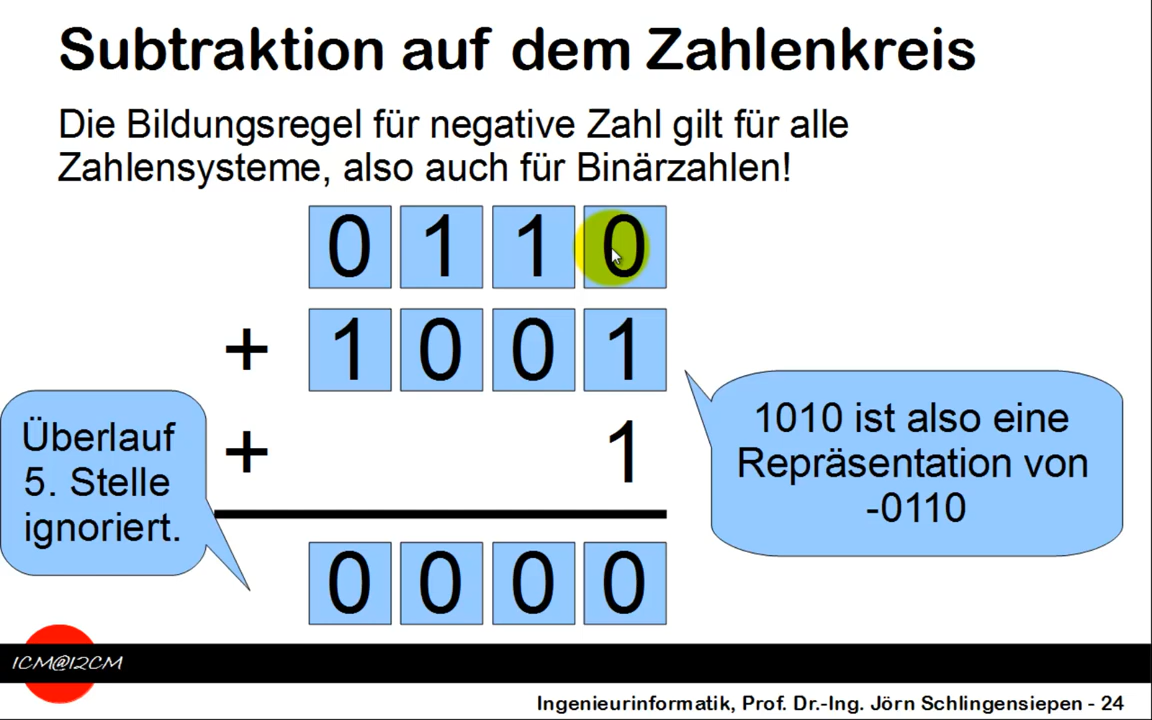 Subtraktion auf dem Zahlenkreis
Die Bildungsregel für negative Zahl gilt für alle
Zahlensysteme, also auch für Binärzahlen!
0 1 1 0
+ 1 0 0 1
+ 1
0 0 0 0
Überlauf
5. Stelle
ignoriert.
1010 ist also eine
Repräsentation von
-0110
1CM@12CM
Ingenieurinformatik, Prof. Dr.-Ing. Jörn Schlingensiepen - 24